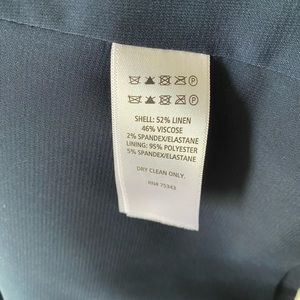 SHELL: 52% LINEN
46% VISCOSE
2% SPANDEX/ELASTANE
LINING: 95% POLYESTER
5% SPANDEX/ELASTANE
DRY CLEAN ONLY,
RN# 75343